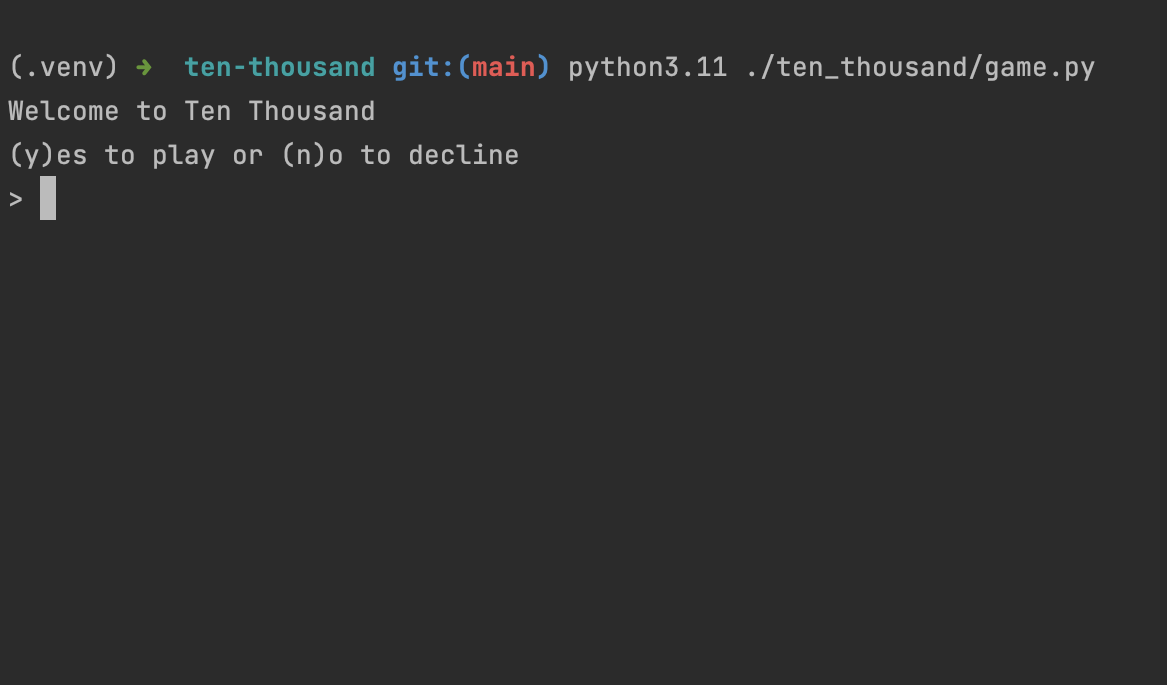 (.venv) ➜  ten-thousand git:(main) python3.11 ./ten_thousand/game.py
Welcome to Ten Thousand
(y)es to play or (n)o to decline
>